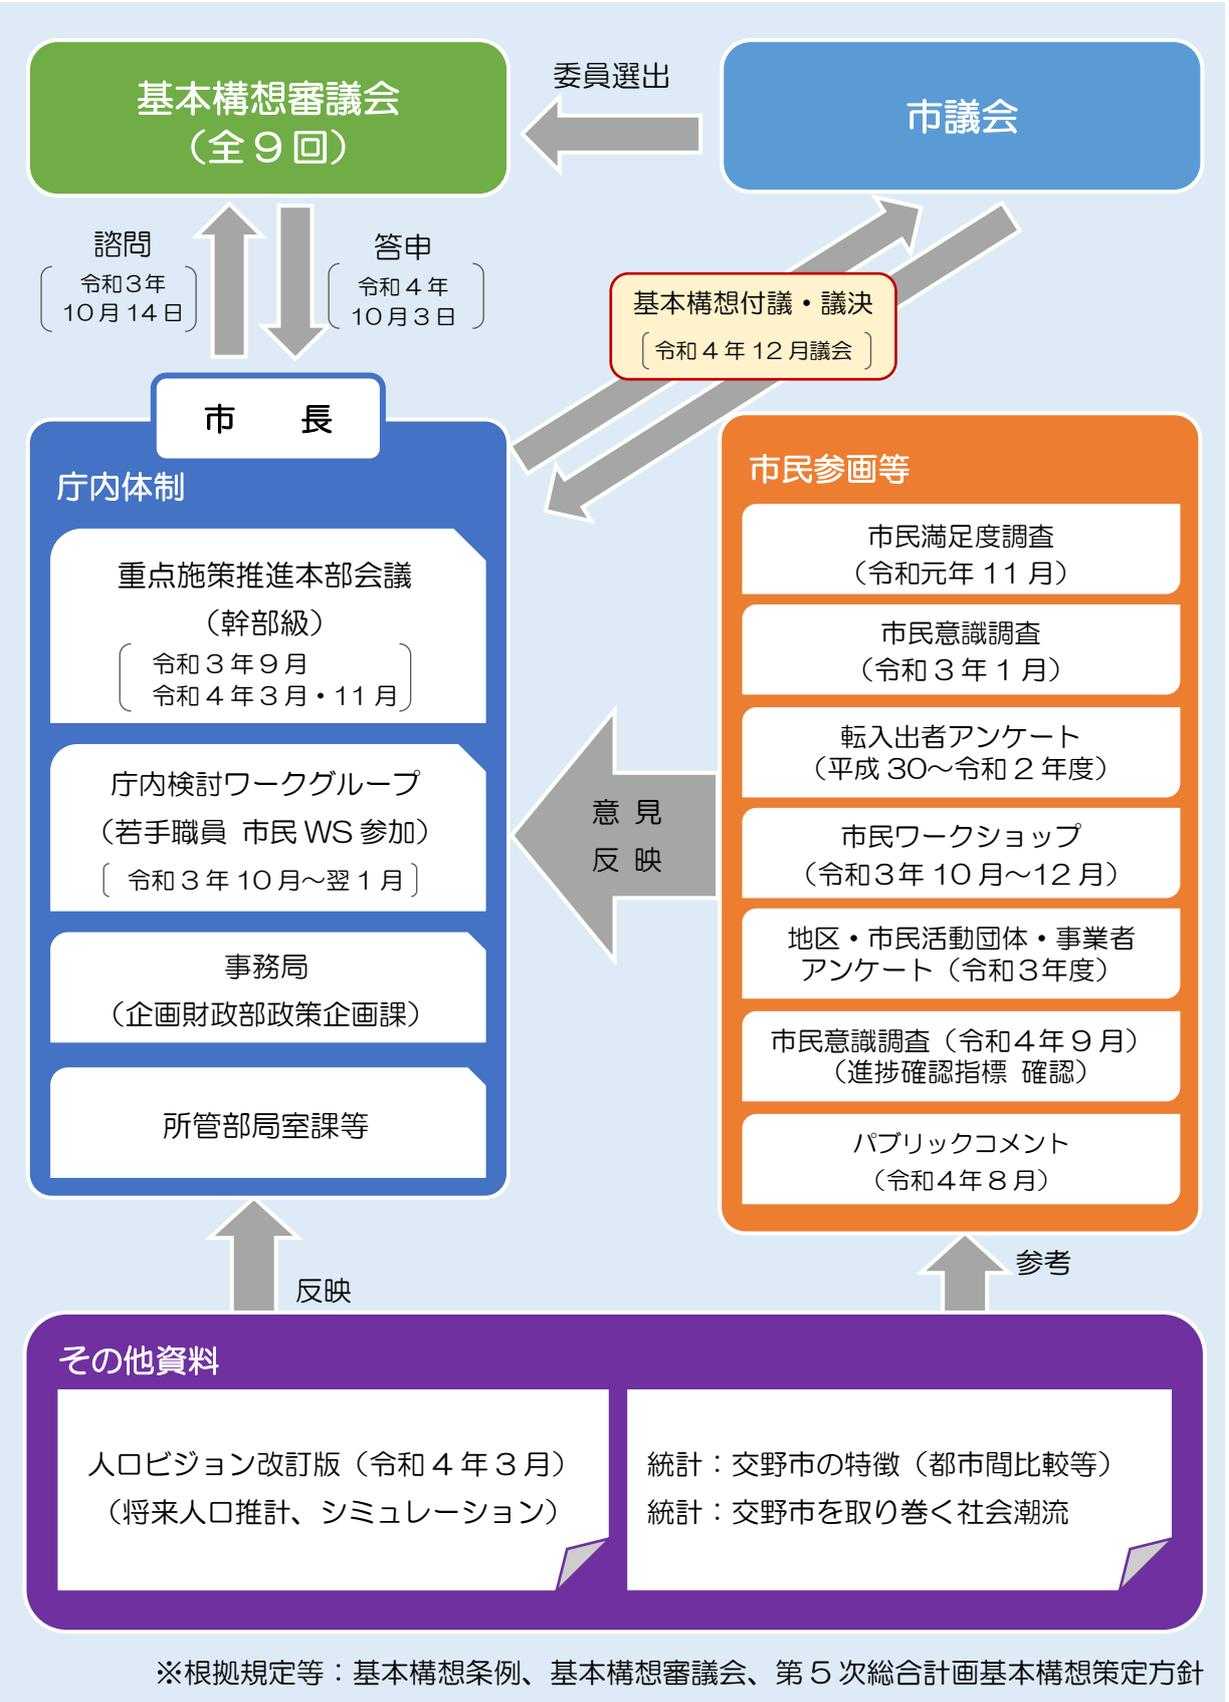 基本構想審議会
（全９回）
委員選出
市議会
諮問
令和３年
10月14日
答申
令和４年
10月３日
基本構想付議・議決
令和４年12月議会
市　長
庁内体制
重点施策推進本部会議
（幹部級）
令和３年９月
令和４年３月・11月
庁内検討ワークグループ
（若手職員 市民WS参加）
令和３年10月～翌１月
事務局
（企画財政部政策企画課）
所管部局室課等
意見
反映
市民参画等
市民満足度調査
（令和元年11月）
市民意識調査
（令和３年１月）
転入出者アンケート
（平成30～令和２年度）
市民ワークショップ
（令和３年10月～12月）
地区・市民活動団体・事業者
アンケート（令和３年度）
市民意識調査（令和４年９月）
（進捗確認指標 確認）
パブリックコメント
（令和４年８月）
反映
参考
その他資料
人口ビジョン改訂版（令和４年３月）
（将来人口推計、シミュレーション）
統計：交野市の特徴（都市間比較等）
統計：交野市を取り巻く社会潮流
※根拠規定等：基本構想条例、基本構想審議会、第５次総合計画基本構想策定方針